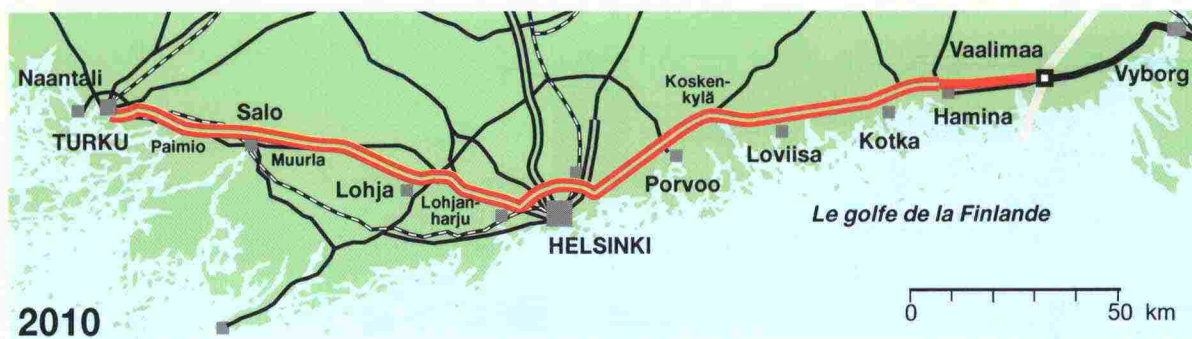 Naantali
TURKU
Paimio
Salo
Muurla
Lohja
Lohjan-
harju
HELSINKI
Porvoo
Kosken-
kylä
Loviisa
Kotka
Hamina
Vaalimaa
Vyborg
Le golfe de la Finlande
0 50 km
2010